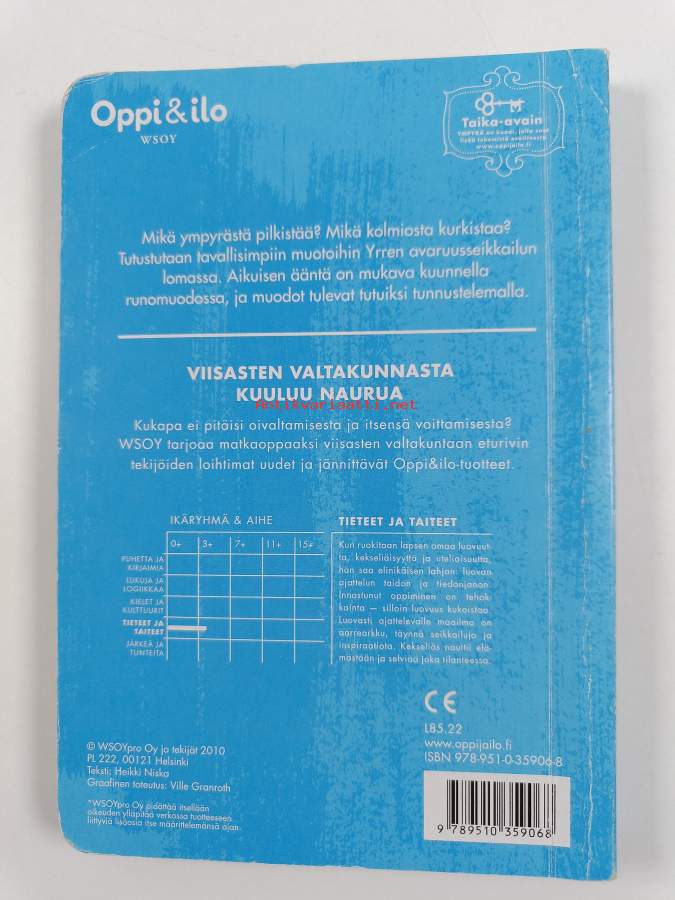 Oppi&ilo
WSOY
Taika-avain
YMPYRÄ on koodi, jolla saat
lisää tekemistä osoitteesta
www.oppijailo.fi
Mikä ympyrästä pilkistää? Mikä kolmiosta kurkistaa?
Tutustutaan tavallisimpiin muotoihin Yrren avaruusseikkailun
lomassa. Aikuisen ääntä on mukava kuunnella
runomuodossa, ja muodot tulevat tutuiksi tunnustelemalla.
VIISASTEN VALTAKUNNASTA
KUULUU NAURUA
Antikvariaatti.net
Kukapa ei pitäisi oivaltamisesta ja itsensä voittamisesta?
WSOY tarjoaa matkaoppaaksi viisasten valtakuntaan eturivin
tekijöiden loihtimat uudet ja jännittävät Oppi&ilo-tuotteet.
IKÄRYHMÄ & AIHE
0+ 3+ 7+ 11+ 15+
PUHETTA JA
KIRJAIMIA
LUKUJA JA
LOGIIKKAA
KIELET JA
KULTTUURIT
TIETEET JA
TAITEET
JÄRKEÄ JA
TUNTEITA
TIETEET JA TAITEET
Kun ruokitaan lapsen omaa luovuut
ta, kekseliäisyyttä ja uteliaisuutta,
hän saa elinikäisen lahjan: luovan
ajattelun taidon ja tiedonjanon.
Innostunut oppiminen on tehok
kainta – silloin luovuus kukoistaa.
Luovasti ajattelevalle maailma on
aarrearkku, täynnä seikkailuja ja
inspiraatiota. Kekseliäs nauttii elä
mästään ja selviää joka tilanteessa.
CE
L85.22
www.oppijailo.fi
ISBN 978-951-0-35906-8
© WSOYpro Oy ja tekijät 2010
PL 222, 00121 Helsinki
Teksti: Heikki Niska
Graafinen toteutus: Ville Granroth
*WSOYpro Oy pidättää itsellään
oikeuden ylläpitää verkossa tuotteeseen
liittyviä lisäosia itse määrittelemänsä ajan.
9 789510 359068